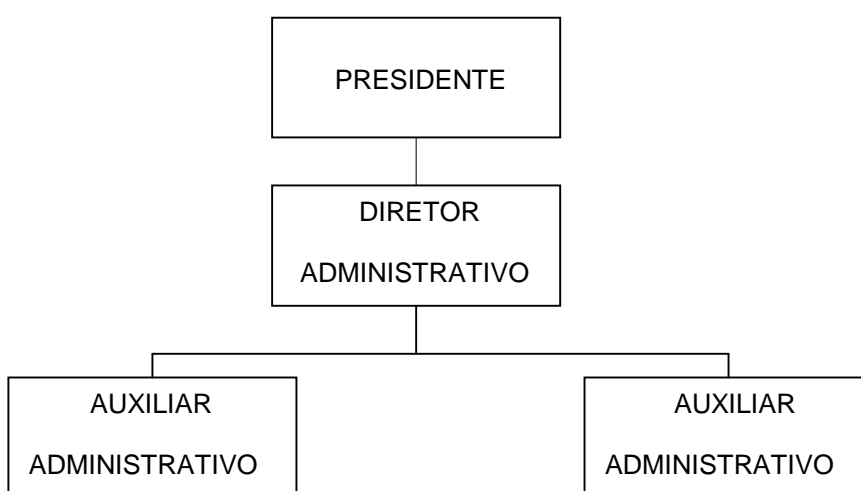 PRESIDENTE
DIRETOR
ADMINISTRATIVO
AUXILIAR
ADMINISTRATIVO
AUXILIAR
ADMINISTRATIVO